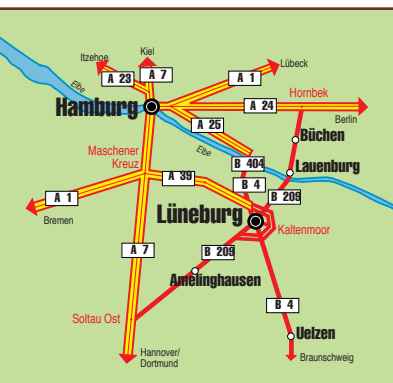 Itzehoe
Kiel
Elbe
A 23
A 7
A 1
Lübeck
Hornbek
Hamburg
A 24
Berlin
A 25
Büchen
Maschener
Kreuz
Elbe
B 404
Lauenburg
A 39
B 4
B 209
A 1
Bremen
Lüneburg
Kaltenmoor
A 7
B 209
Amelinghausen
B 4
Soltau Ost
Uelzen
Hannover/
Dortmund
Braunschweig